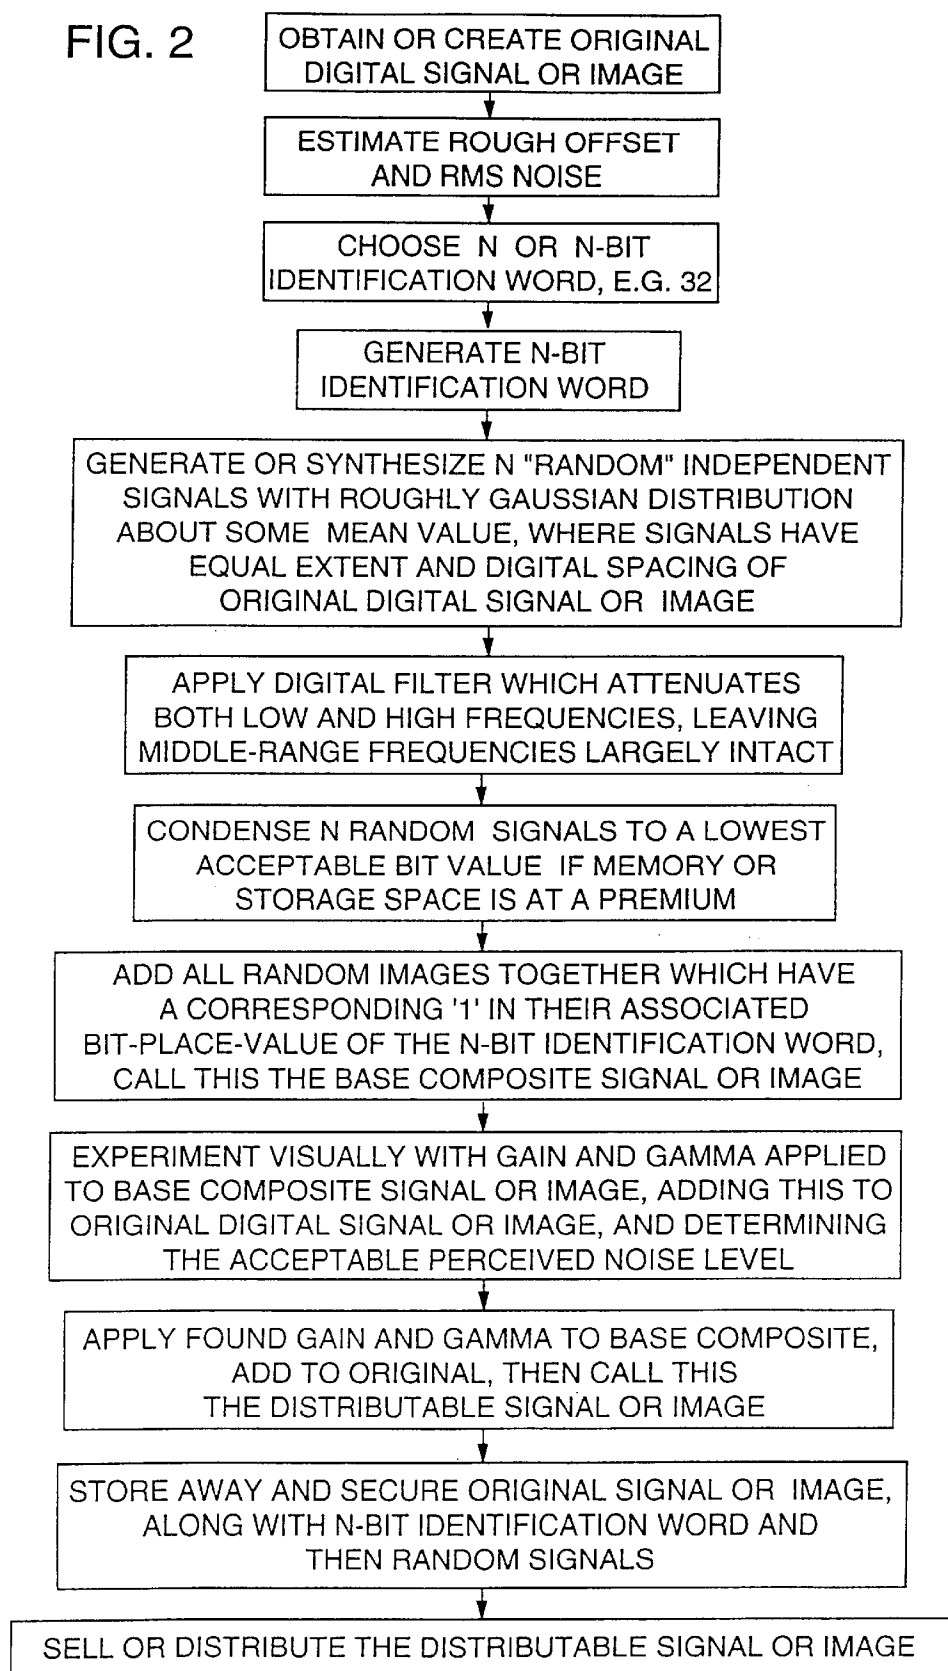 FIG. 2
OBTAIN OR CREATE ORIGINAL
DIGITAL SIGNAL OR IMAGE
ESTIMATE ROUGH OFFSET
AND RMS NOISE
CHOOSE N OR N-BIT
IDENTIFICATION WORD, E.G. 32
GENERATE N-BIT
IDENTIFICATION WORD
GENERATE OR SYNTHESIZE N "RANDOM" INDEPENDENT
SIGNALS WITH ROUGHLY GAUSSIAN DISTRIBUTION
ABOUT SOME MEAN VALUE, WHERE SIGNALS HAVE
EQUAL EXTENT AND DIGITAL SPACING OF
ORIGINAL DIGITAL SIGNAL OR IMAGE
APPLY DIGITAL FILTER WHICH ATTENUATES
BOTH LOW AND HIGH FREQUENCIES, LEAVING
MIDDLE-RANGE FREQUENCIES LARGELY INTACT
CONDENSE N RANDOM SIGNALS TO A LOWEST
ACCEPTABLE BIT VALUE IF MEMORY OR
STORAGE SPACE IS AT A PREMIUM
ADD ALL RANDOM IMAGES TOGETHER WHICH HAVE
A CORRESPONDING '1' IN THEIR ASSOCIATED
BIT-PLACE-VALUE OF THE N-BIT IDENTIFICATION WORD,
CALL THIS THE BASE COMPOSITE SIGNAL OR IMAGE
EXPERIMENT VISUALLY WITH GAIN AND GAMMA APPLIED
TO BASE COMPOSITE SIGNAL OR IMAGE, ADDING THIS TO
ORIGINAL DIGITAL SIGNAL OR IMAGE, AND DETERMINING
THE ACCEPTABLE PERCEIVED NOISE LEVEL
APPLY FOUND GAIN AND GAMMA TO BASE COMPOSITE,
ADD TO ORIGINAL, THEN CALL THIS
THE DISTRIBUTABLE SIGNAL OR IMAGE
STORE AWAY AND SECURE ORIGINAL SIGNAL OR IMAGE,
ALONG WITH N-BIT IDENTIFICATION WORD AND
THEN RANDOM SIGNALS
SELL OR DISTRIBUTE THE DISTRIBUTABLE SIGNAL OR IMAGE